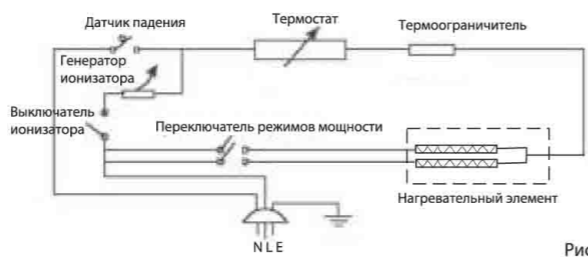 Датчик падения
Термостат
Термоограничитель
Генератор
ионизатора
Выключатель
ионизатора
Переключатель режимов мощности
Нагревательный элемент
N L E
Рис